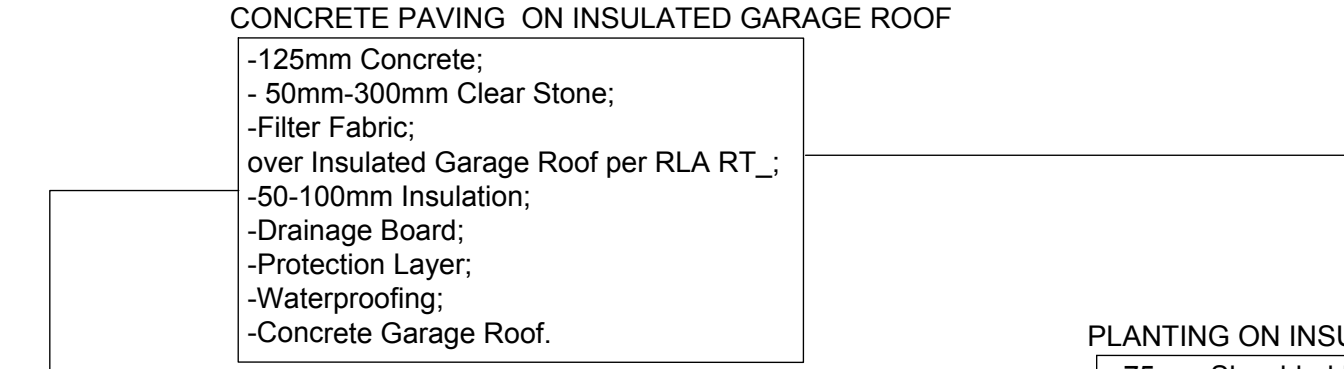 CONCRETE PAVING ON INSULATED GARAGE ROOF
-125mm Concrete;
- 50mm-300mm Clear Stone;
-Filter Fabric;
over Insulated Garage Roof per RLA RT_;
-50-100mm Insulation;
-Drainage Board;
-Protection Layer;
-Waterproofing;
-Concrete Garage Roof.
PLANTING ON